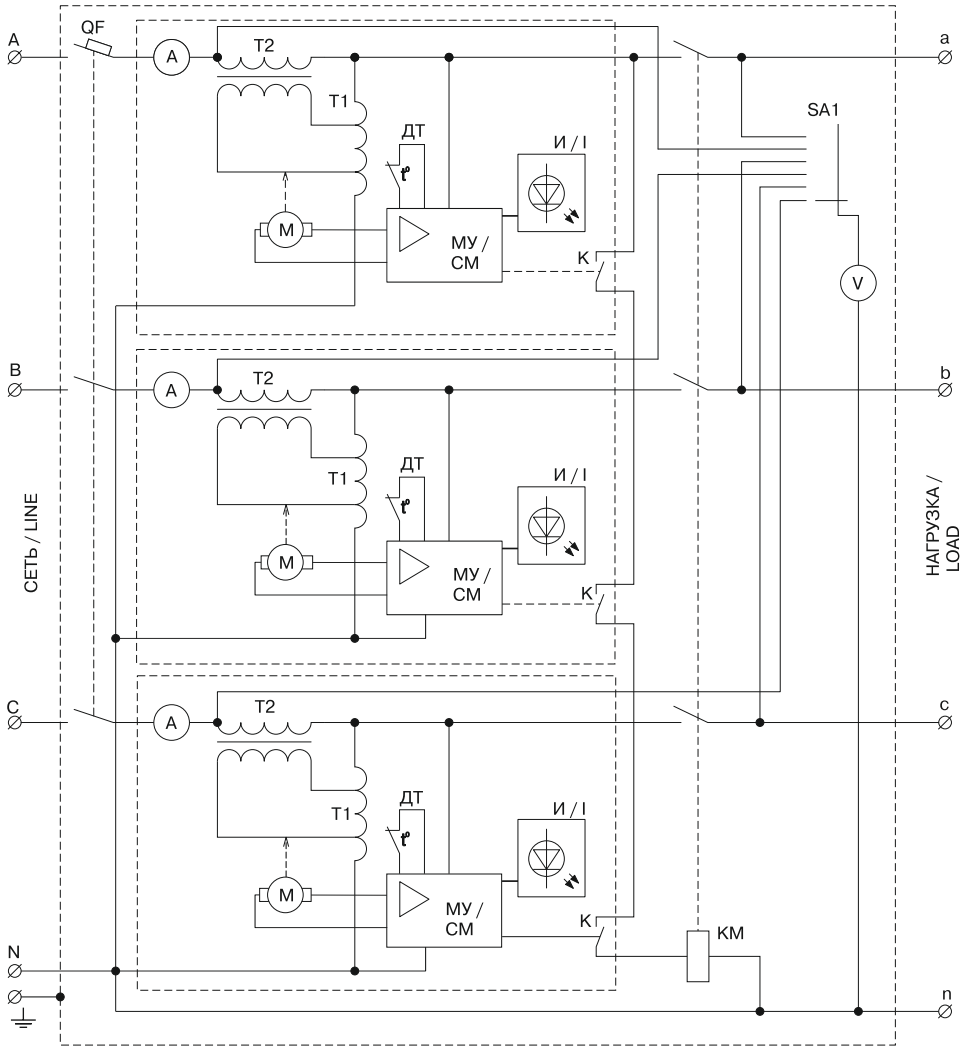 QF
A
A
T2
a
T1
SA1
ДТ
И / I
t°
M
МУ /
СМ
K
V
B
A
T2
b
T1
ДТ
И / I
t°
M
МУ /
СМ
K
СЕТЬ / LINE
НАГРУЗКА /
LOAD
C
A
T2
c
T1
ДТ
И / I
t°
M
МУ /
СМ
K
KM
N
n